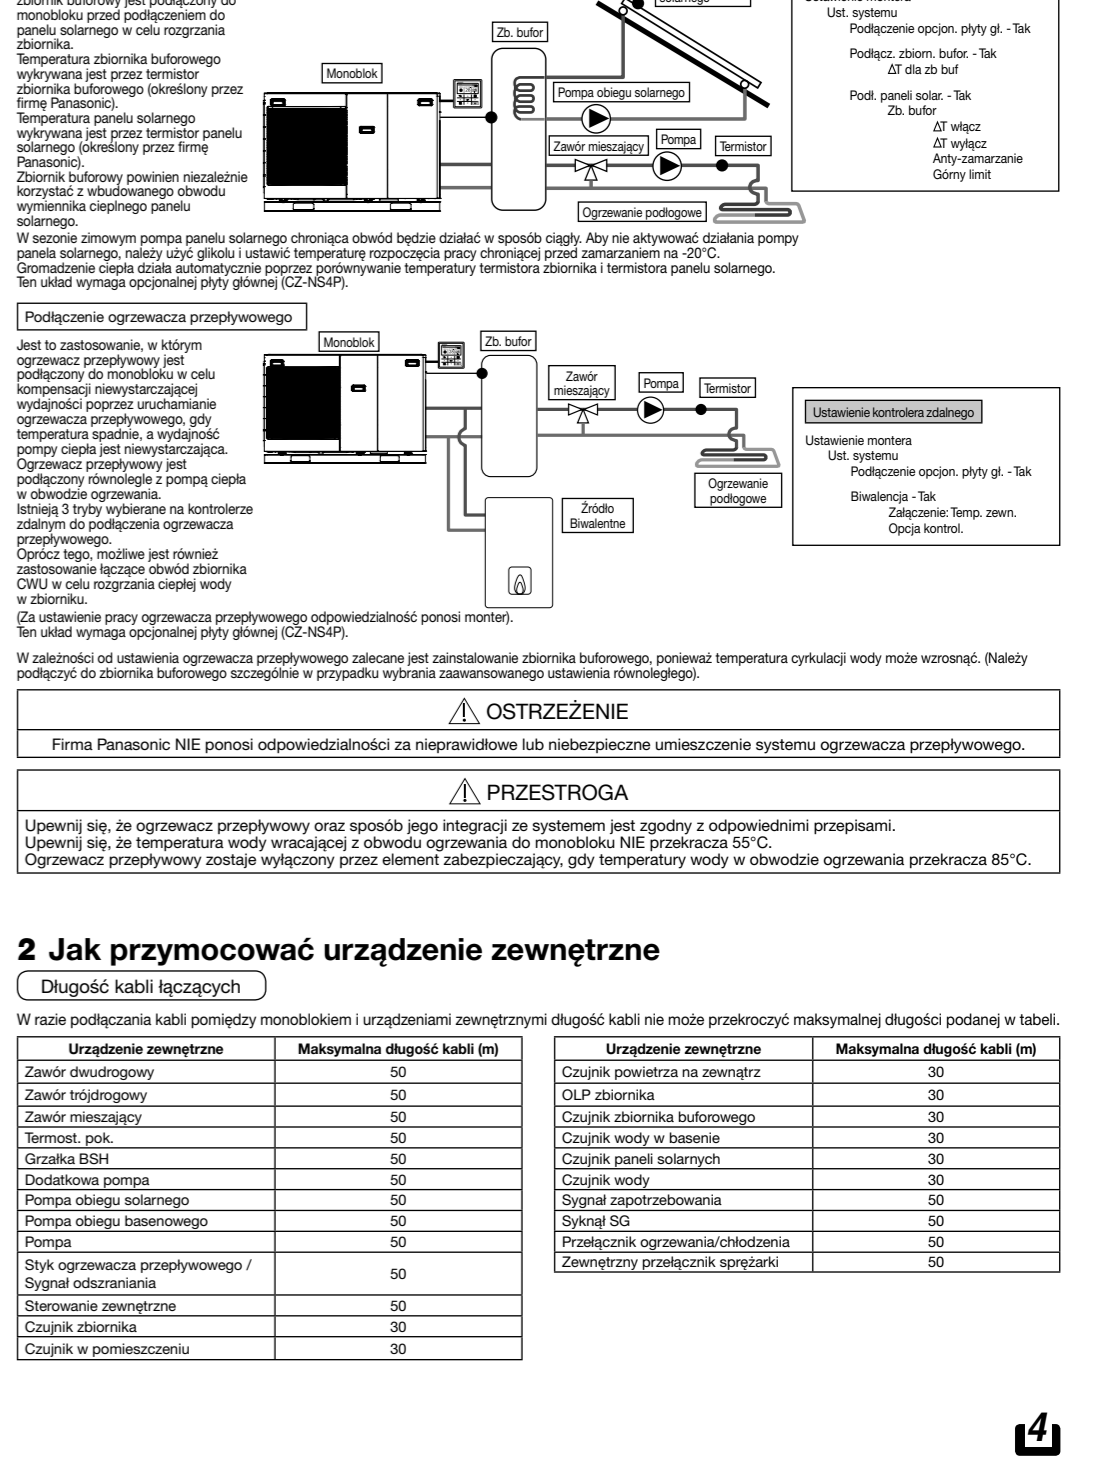 zbiornik buforowy jest podłączony do
monobloku przed podłączeniem do
panelu solarnego w celu rozgrzania
zbiornika.
Temperatura zbiornika buforowego
wykrywana jest przez termistor
zbiornika buforowego (określony przez
firmę Panasonic).
Temperatura panelu solarnego
wykrywana jest przez termistor panelu
solarnego (określony przez firmę
Panasonic).
Zbiornik buforowy powinien niezależnie
korzystać z wbudowanego obwodu
wymiennika cieplnego panelu
solarnego.
Monoblok
Zb. bufor
solarnego
Pompa obiegu solarnego
Zawór mieszający
Pompa
Termistor
Ogrzewanie podłogowe
Ustawienie montera
Ust. systemu
Podłączenie opcjon. płyty gł. - Tak
Podłącz. zbiorn. bufor. - Tak
ΔT dla zb buf
Podł. paneli solar. - Tak
Zb. bufor
ΔT włącz
ΔT wyłącz
Anty-zamarzanie
Górny limit
W sezonie zimowym pompa panelu solarnego chroniąca obwód będzie działać w sposób ciągły. Aby nie aktywować działania pompy
panela solarnego, należy użyć glikolu i ustawić temperaturę rozpoczęcia pracy chroniącej przed zamarzaniem na -20°C.
Gromadzenie ciepła działa automatycznie poprzez porównywanie temperatury termistora zbiornika i termistora panelu solarnego.
Ten układ wymaga opcjonalnej płyty głównej (CZ-NS4P).
Podłączenie ogrzewacza przepływowego
Jest to zastosowanie, w którym
ogrzewacz przepływowy jest
podłączony do monobloku w celu
kompensacji niewystarczającej
wydajności poprzez uruchamianie
ogrzewacza przepływowego, gdy
temperatura spadnie, a wydajność
pompy ciepła jest niewystarczająca.
Ogrzewacz przepływowy jest
podłączony równolegle z pompą ciepła
w obwodzie ogrzewania.
Istnieją 3 tryby wybierane na kontrolerze
zdalnym do podłączenia ogrzewacza
przepływowego.
Oprócz tego, możliwe jest również
zastosowanie łączące obwód zbiornika
CWU w celu rozgrzania ciepłej wody
w zbiorniku.
(Za ustawienie pracy ogrzewacza przepływowego odpowiedzialność ponosi monter).
Ten układ wymaga opcjonalnej płyty głównej (CZ-NS4P).
Monoblok
Zb. bufor
Zawór
mieszający
Pompa
Termistor
Ogrzewanie
podłogowe
Źródło
Biwalentne
Ustawienie kontrolera zdalnego
Ustawienie montera
Ust. systemu
Podłączenie opcjon. płyty gł. - Tak
Biwalencja - Tak
Załączenie: Temp. zewn.
Opcja kontrol.
W zależności od ustawienia ogrzewacza przepływowego zalecane jest zainstalowanie zbiornika buforowego, ponieważ temperatura cyrkulacji wody może wzrosnąć. (Należy
podłączyć do zbiornika buforowego szczególnie w przypadku wybrania zaawansowanego ustawienia równoległego).
OSTRZEŻENIE
Firma Panasonic NIE ponosi odpowiedzialności za nieprawidłowe lub niebezpieczne umieszczenie systemu ogrzewacza przepływowego.
PRZESTROGA
Upewnij się, że ogrzewacz przepływowy oraz sposób jego integracji ze systemem jest zgodny z odpowiednimi przepisami.
Upewnij się, że temperatura wody wracającej z obwodu ogrzewania do monobloku NIE przekracza 55°C.
Ogrzewacz przepływowy zostaje wyłączony przez element zabezpieczający, gdy temperatury wody w obwodzie ogrzewania przekracza 85°C.
2 Jak przymocować urządzenie zewnętrzne
Długość kabli łączących
W razie podłączania kabli pomiędzy monoblokiem i urządzeniami zewnętrznymi długość kabli nie może przekroczyć maksymalnej długości podanej w tabeli.
Urządzenie zewnętrzne Maksymalna długość kabli (m)
Zawór dwudrogowy 50
Zawór trójdrogowy 50
Zawór mieszający 50
Termost. pok. 50
Grzałka BSH 50
Dodatkowa pompa 50
Pompa obiegu solarnego 50
Pompa obiegu basenowego 50
Pompa 50
Styk ogrzewacza przepływowego /
Sygnał odszraniania 50
Sterowanie zewnętrzne 50
Czujnik zbiornika 30
Czujnik w pomieszczeniu 30
Urządzenie zewnętrzne Maksymalna długość kabli (m)
Czujnik powietrza na zewnątrz 30
OLP zbiornika 30
Czujnik zbiornika buforowego 30
Czujnik wody w basenie 30
Czujnik paneli solarnych 30
Czujnik wody 30
Sygnał zapotrzebowania 50
Syknął SG 50
Przełącznik ogrzewania/chłodzenia 50
Zewnętrzny przełącznik sprężarki 50
4